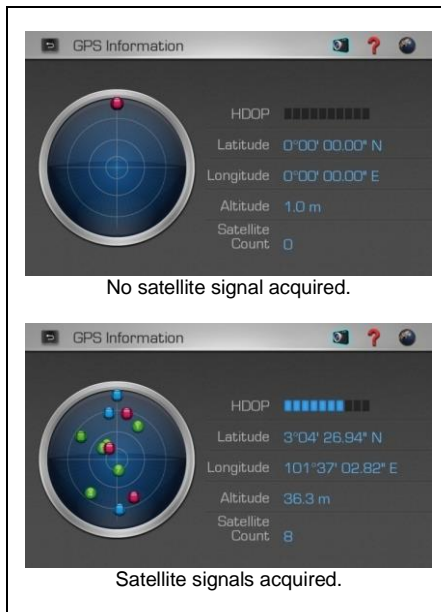 GPS Information
HDOP
Latitude 0°00' 00.00" N
Longitude 0°00' 00.00" E
Altitude 1.0 m
Satellite
Count 0
No satellite signal acquired.
GPS Information
HDOP
Latitude 3°04' 26.94" N
Longitude 101°37' 02.82" E
Altitude 36.3 m
Satellite
Count 8
Satellite signals acquired.